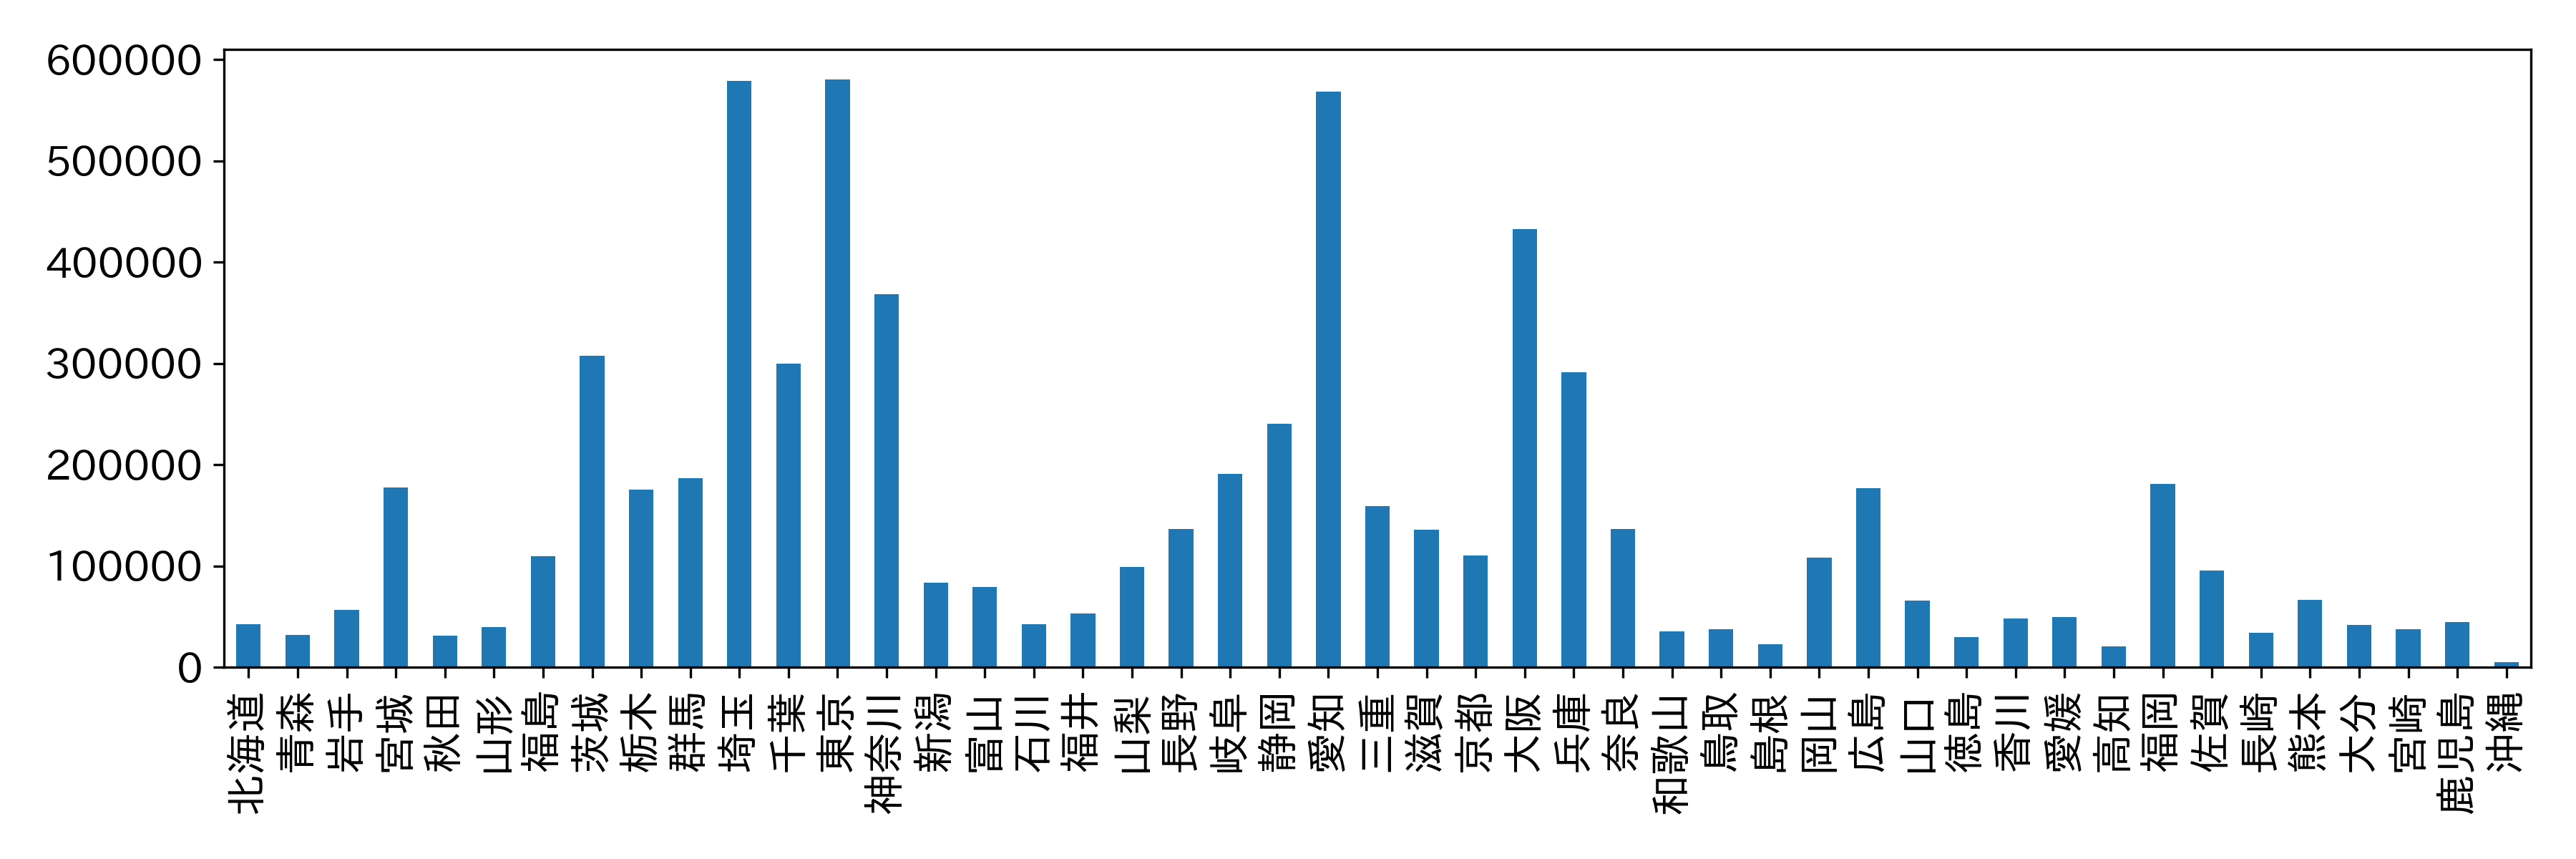 600000
500000
400000
300000
200000
100000
0
北海道
青森
岩手
宮城
秋田
山形
福島
茨城
栃木
群馬
埼玉
千葉
東京
神奈川
新潟
富山
石川
福井
山梨
長野
岐阜
静岡
愛知
三重
滋賀
京都
大阪
兵庫
奈良
和歌山
鳥取
島根
岡山
広島
山口
徳島
香川
愛媛
高知
福岡
佐賀
長崎
熊本
大分
宮崎
鹿児島
沖縄